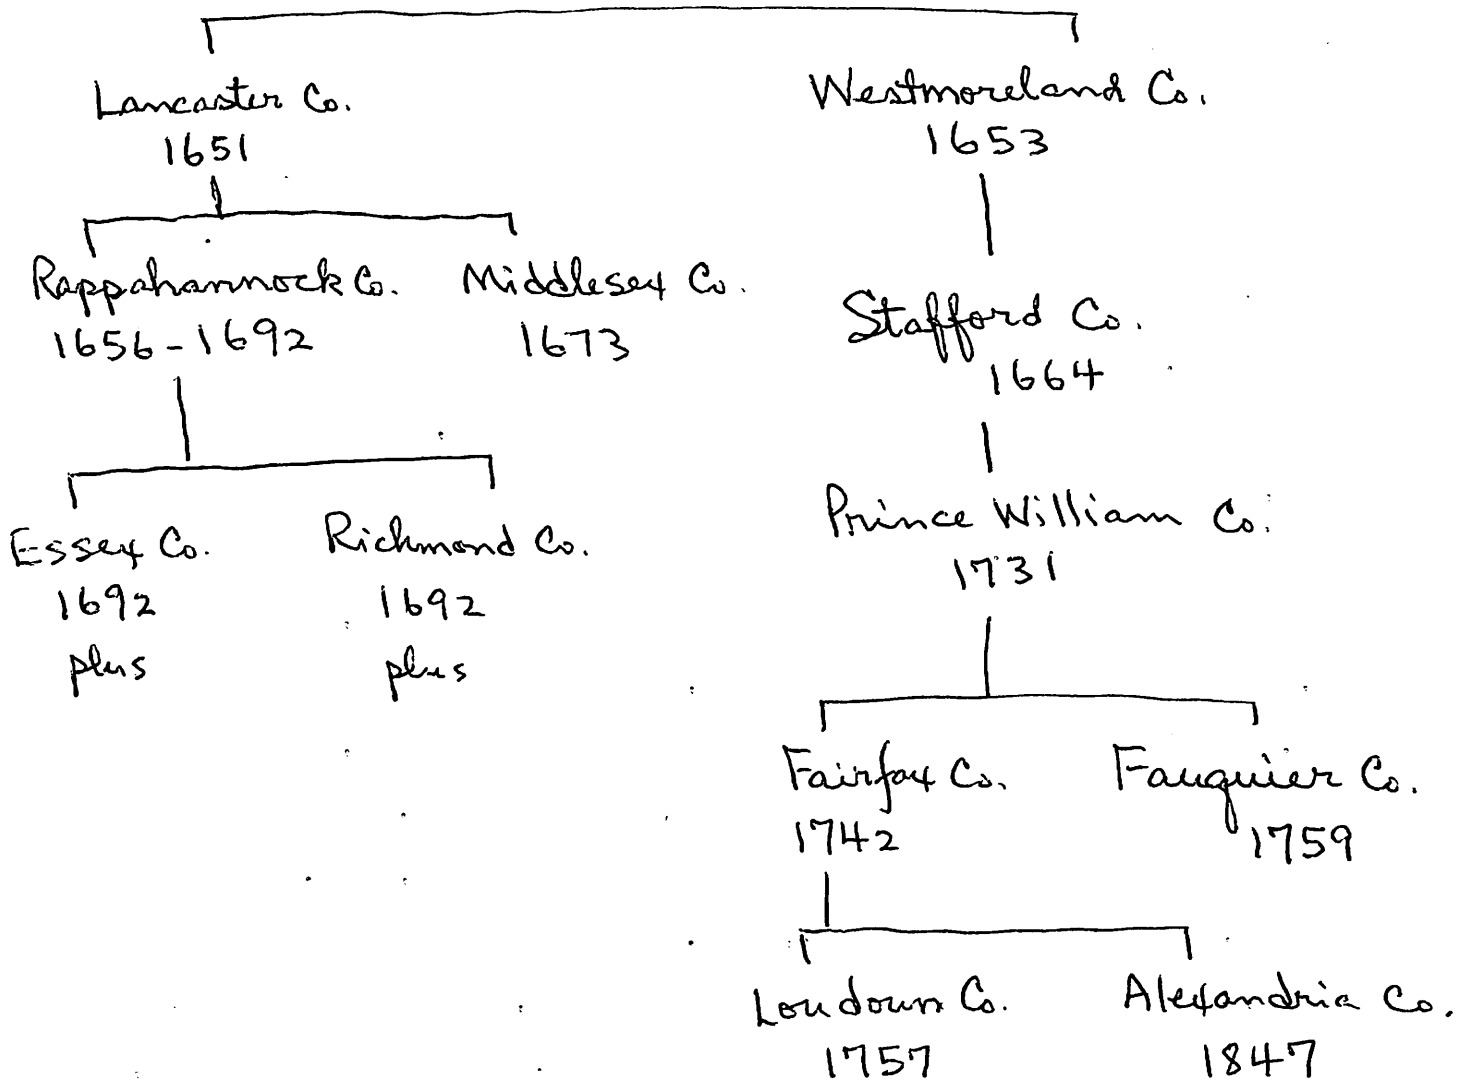 Lancaster Co.
1651
Westmoreland Co.
1653
Rappahannock Co.
1656-1692
Middlesex Co.
1673
Stafford Co.
1664
Essex Co.
1692
plus
Richmond Co.
1692
plus
Prince William Co.
1731
Fairfax Co.
1742
Fauquier Co.
1759
Loudoun Co.
1757
Alexandria Co.
1847